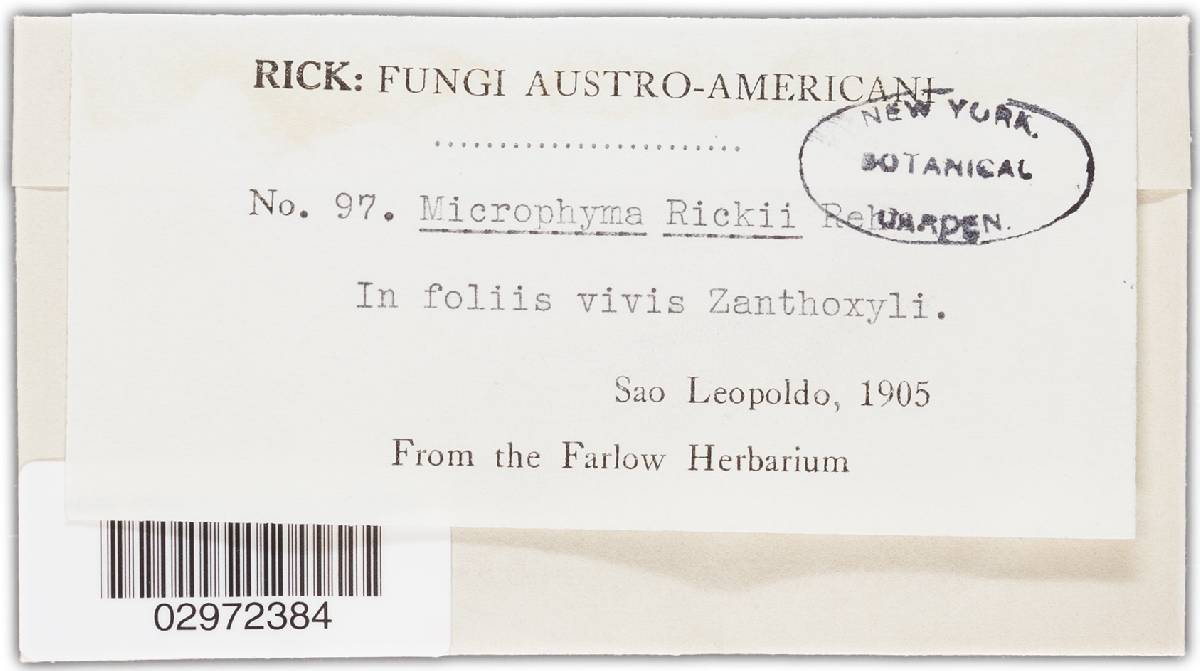 RICK: FUNGI AUSTRO-AMERICANI
NEW YORK.
BOTANICAL
GARDEN.
No. 97. Microphyma Rickii Rehm
In foliis vivis Zanthoxyli.
Sao Leopoldo, 1905
From the Farlow Herbarium
02972384